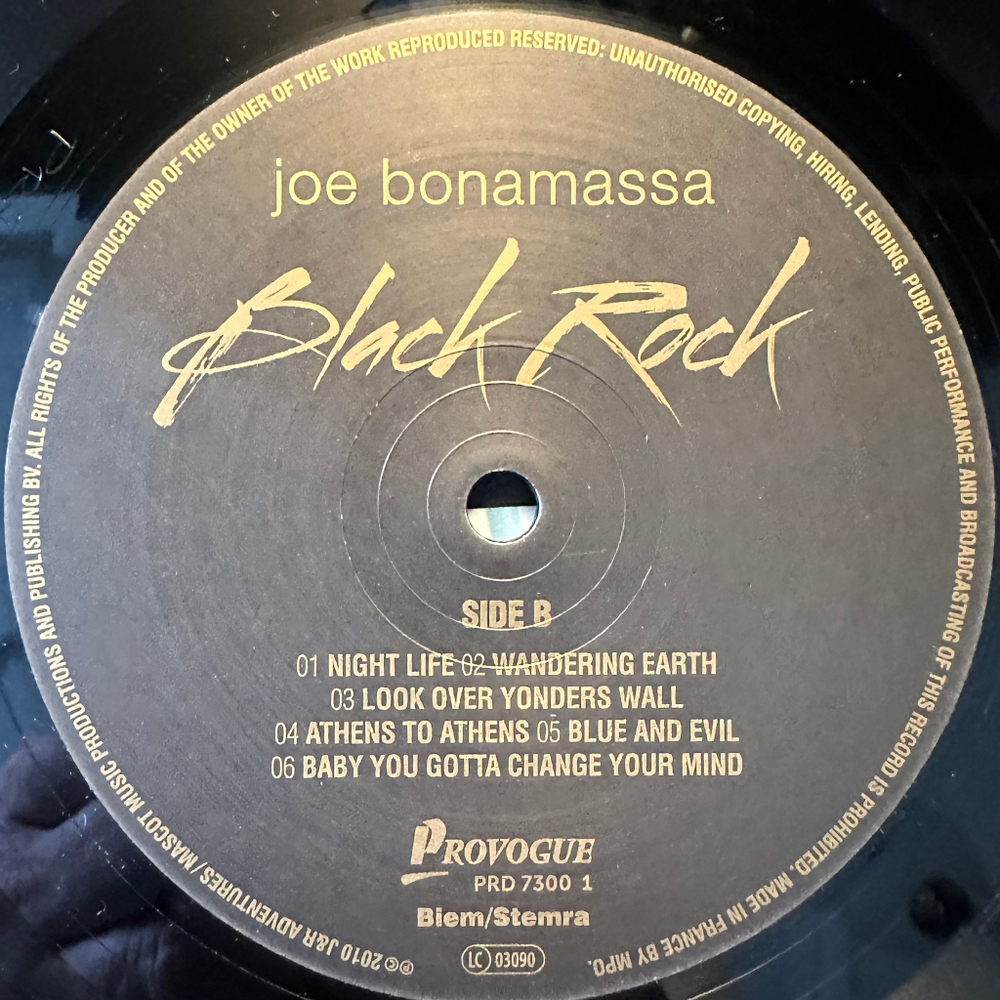 ℗© 2010 J&R ADVENTURES/MASCOT MUSIC PRODUCTIONS AND PUBLISHING BV. ALL RIGHTS OF THE PRODUCER AND OF THE OWNER OF THE WORK REPRODUCED RESERVED: UNAUTHORISED COPYING, HIRING, LENDING, PUBLIC PERFORMANCE AND BROADCASTING OF THIS RECORD IS PROHIBITED. MADE IN FRANCE BY MPO.
joe bonamassa
Black Rock
SIDE B
01 NIGHT LIFE 02 WANDERING EARTH
03 LOOK OVER YONDERS WALL
04 ATHENS TO ATHENS 05 BLUE AND EVIL
06 BABY YOU GOTTA CHANGE YOUR MIND
PROVOGUE
PRD 7300 1
Biem/Stemra
LC 03090